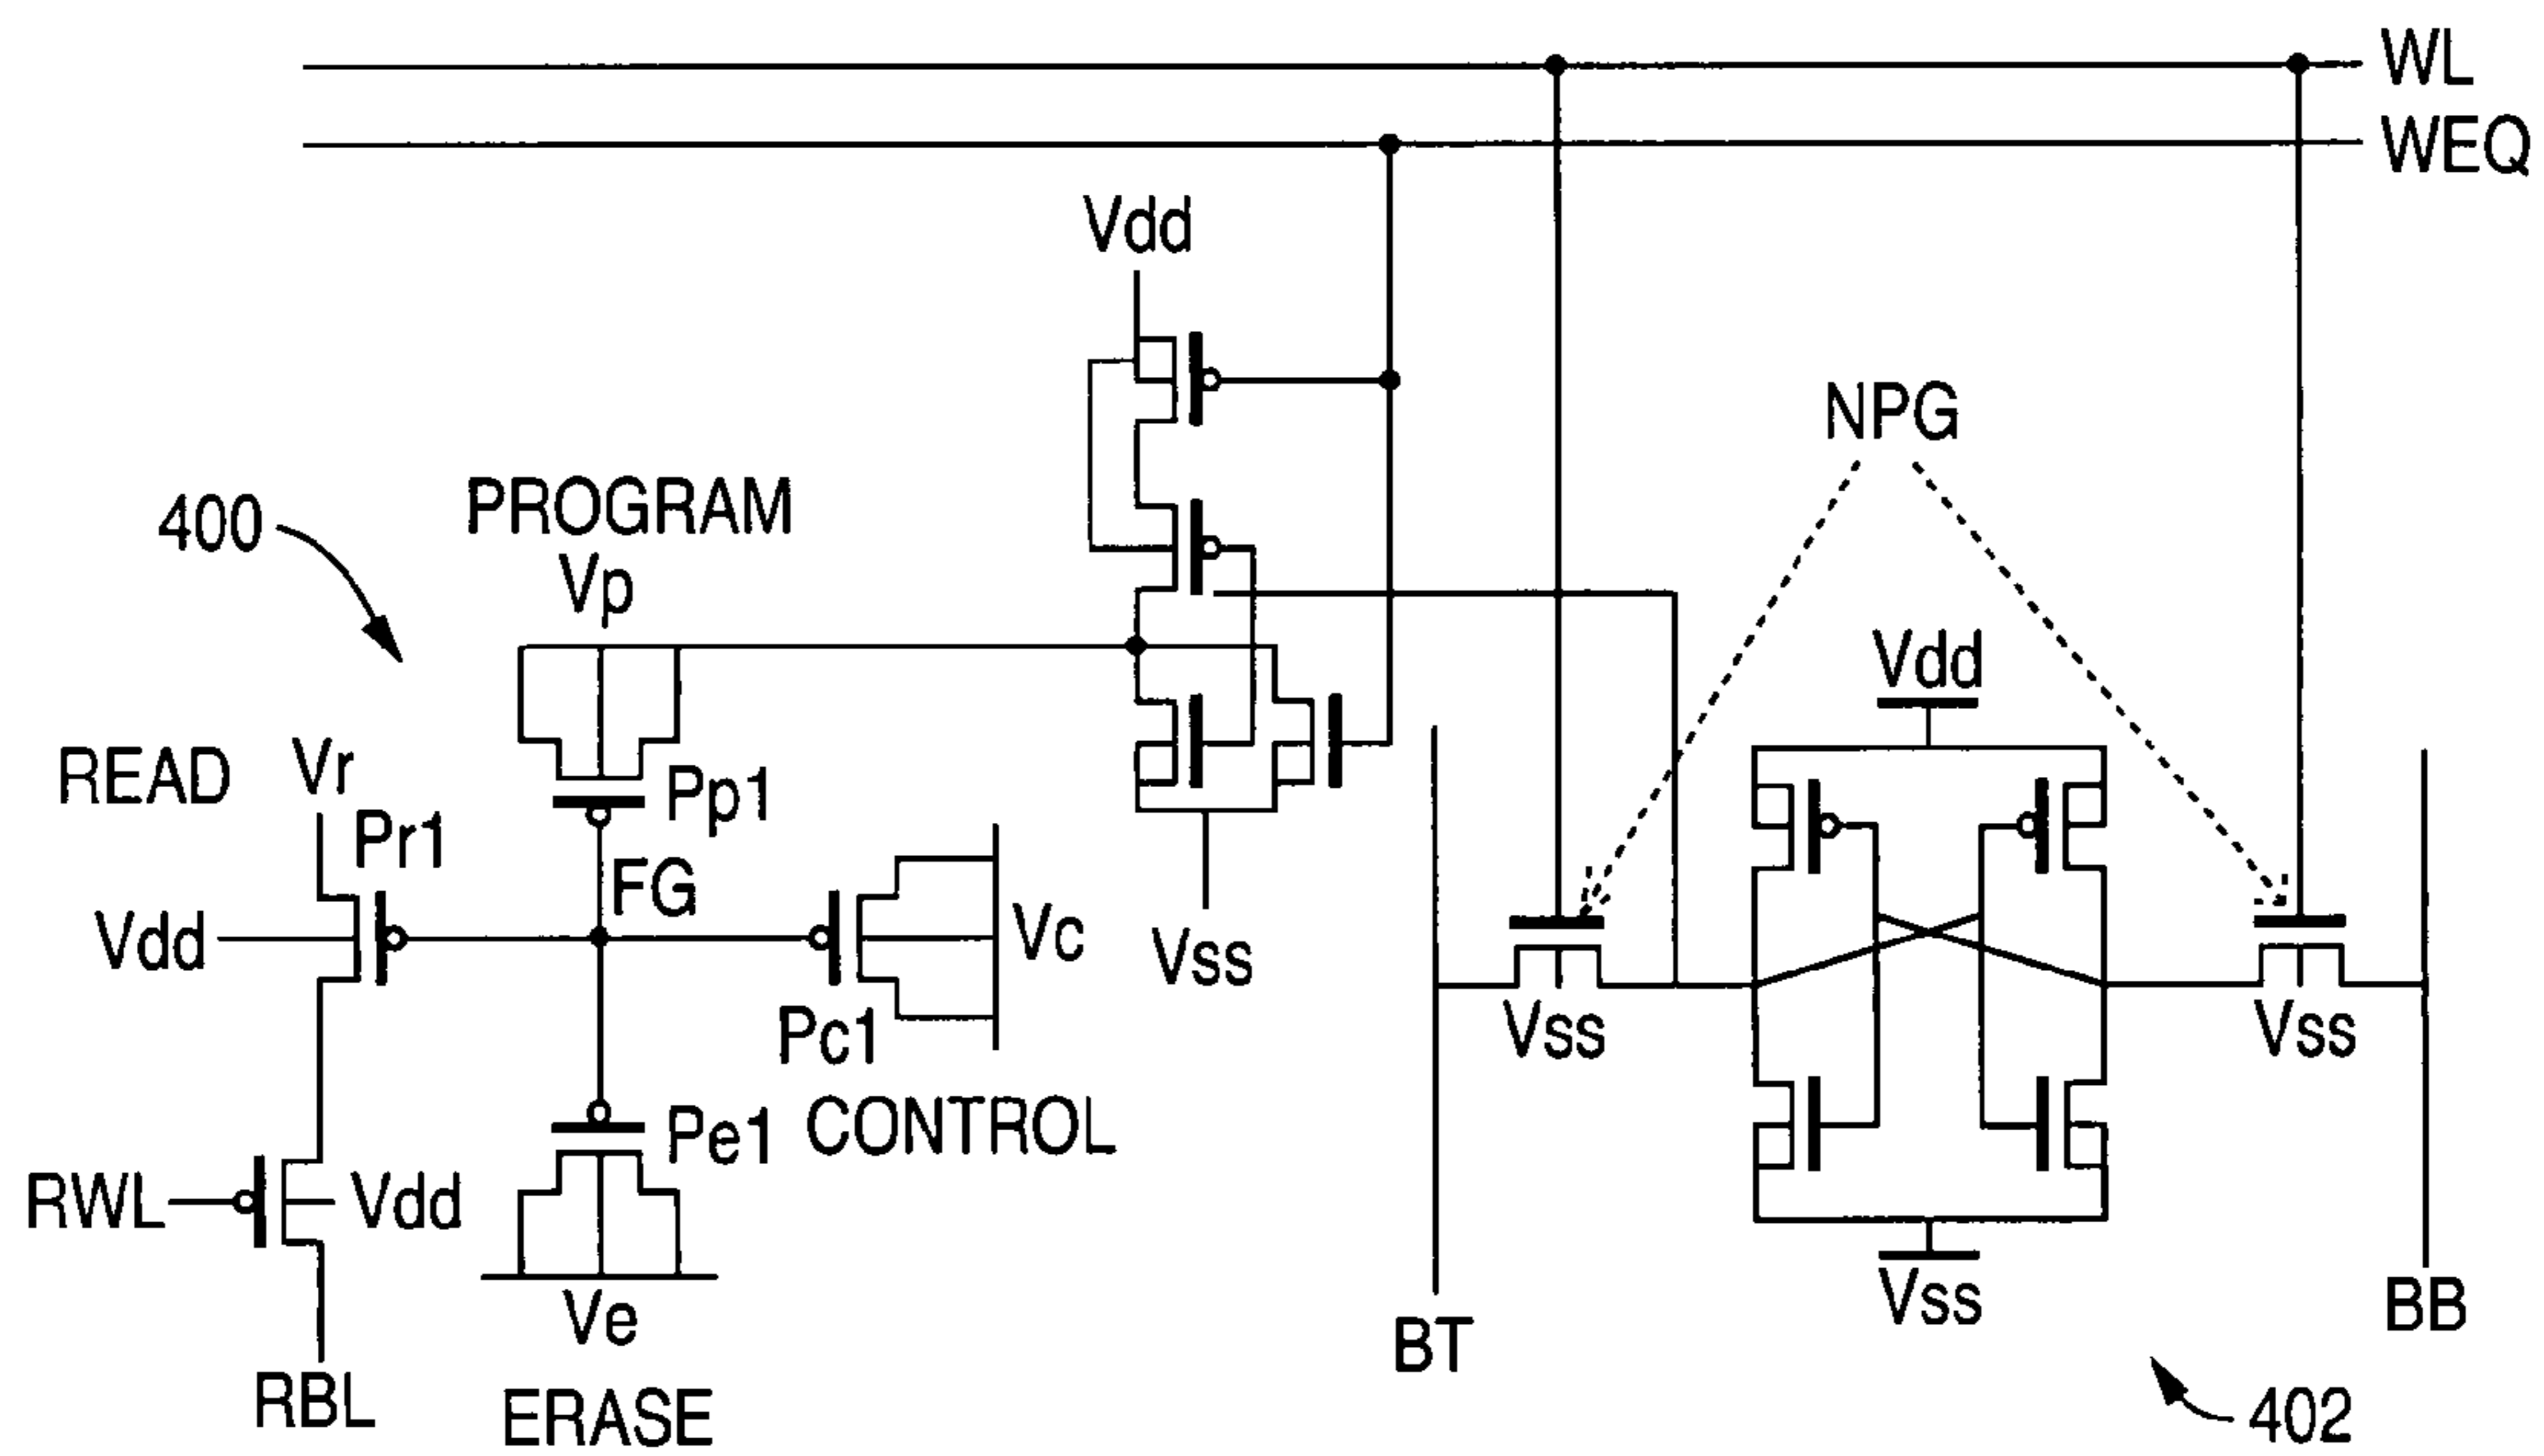 WL
WEQ
Vdd
NPG
400
PROGRAM
Vp
Vdd
READ
Vr
Pp1
Pr1
FG
Vdd
Vc
Vss
Pc1
Vss
Vss
Pe1
CONTROL
RWL
Vdd
Ve
Vss
BB
BT
RBL
ERASE
402